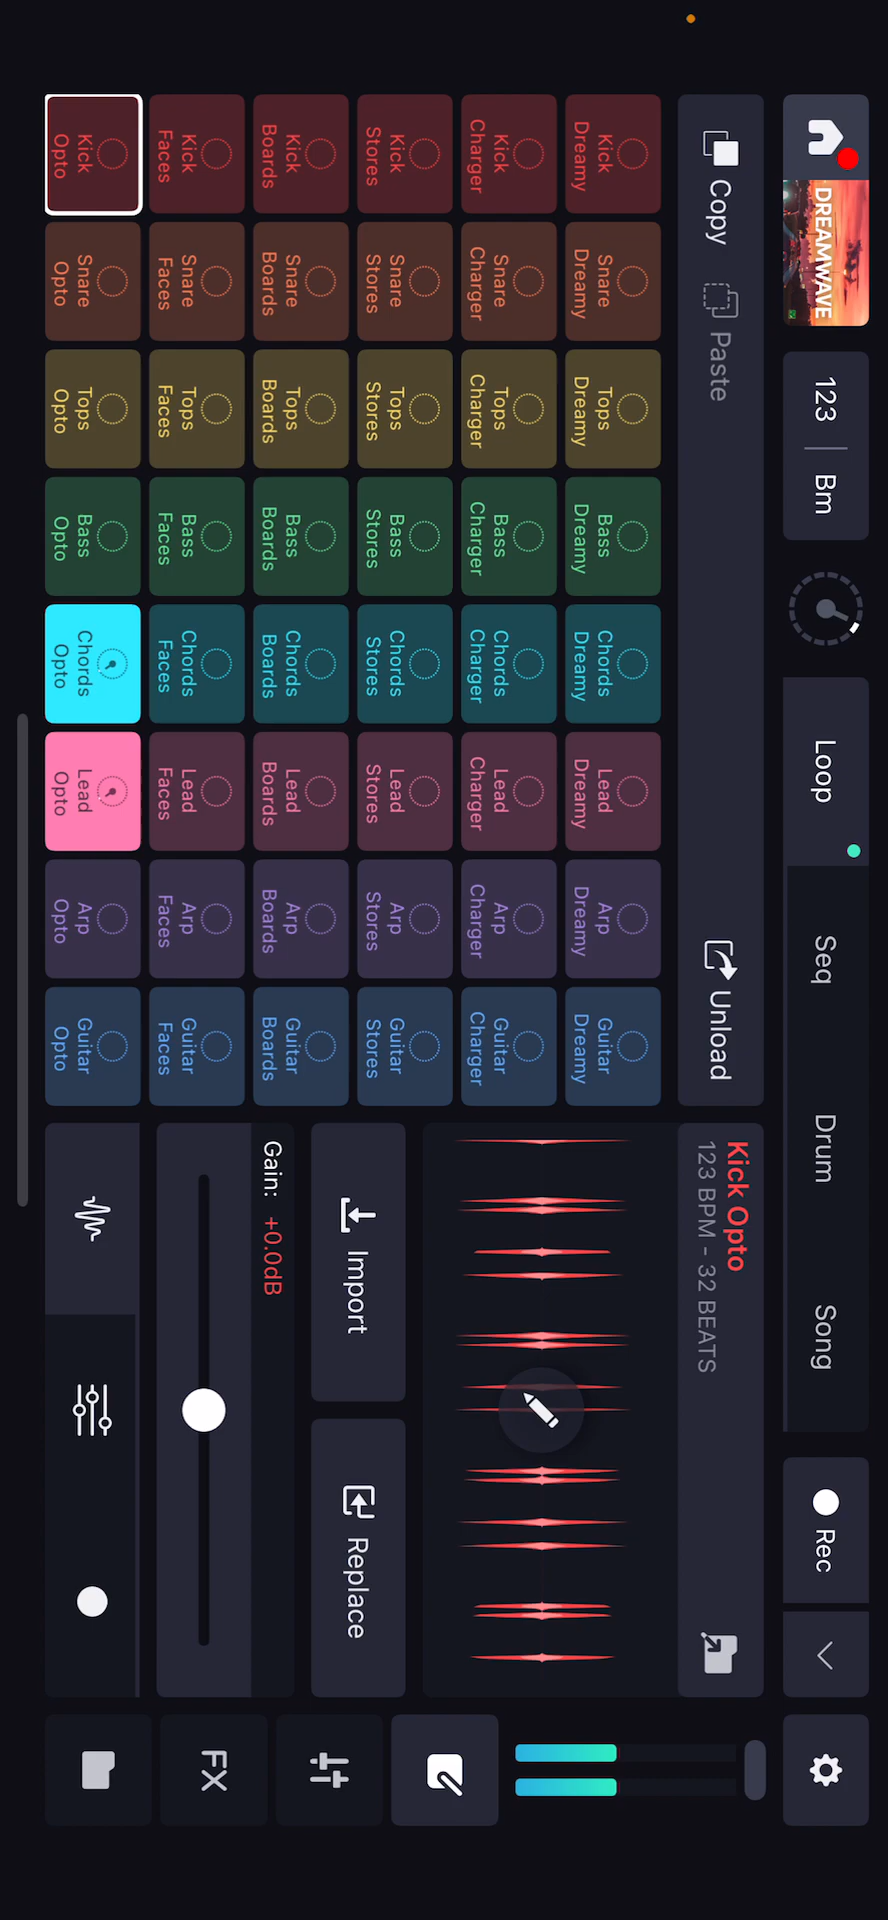 DREAMWAVE
123
Bm
Loop
Seq
Drum
Song
Rec
Copy
Paste
Unload
Kick Opto
123 BPM - 32 BEATS
Kick
Dreamy
Snare
Dreamy
Tops
Dreamy
Bass
Dreamy
Chords
Dreamy
Lead
Dreamy
Arp
Dreamy
Guitar
Dreamy
Kick
Charger
Snare
Charger
Tops
Charger
Bass
Charger
Chords
Charger
Lead
Charger
Arp
Charger
Guitar
Charger
Kick
Stores
Snare
Stores
Tops
Stores
Bass
Stores
Chords
Stores
Lead
Stores
Arp
Stores
Guitar
Stores
Kick
Boards
Snare
Boards
Tops
Boards
Bass
Boards
Chords
Boards
Lead
Boards
Arp
Boards
Guitar
Boards
Kick
Faces
Snare
Faces
Tops
Faces
Bass
Faces
Chords
Faces
Lead
Faces
Arp
Faces
Guitar
Faces
Kick
Opto
Snare
Opto
Tops
Opto
Bass
Opto
Chords
Opto
Lead
Opto
Arp
Opto
Guitar
Opto
Import
Replace
Gain: +0.0dB
FX